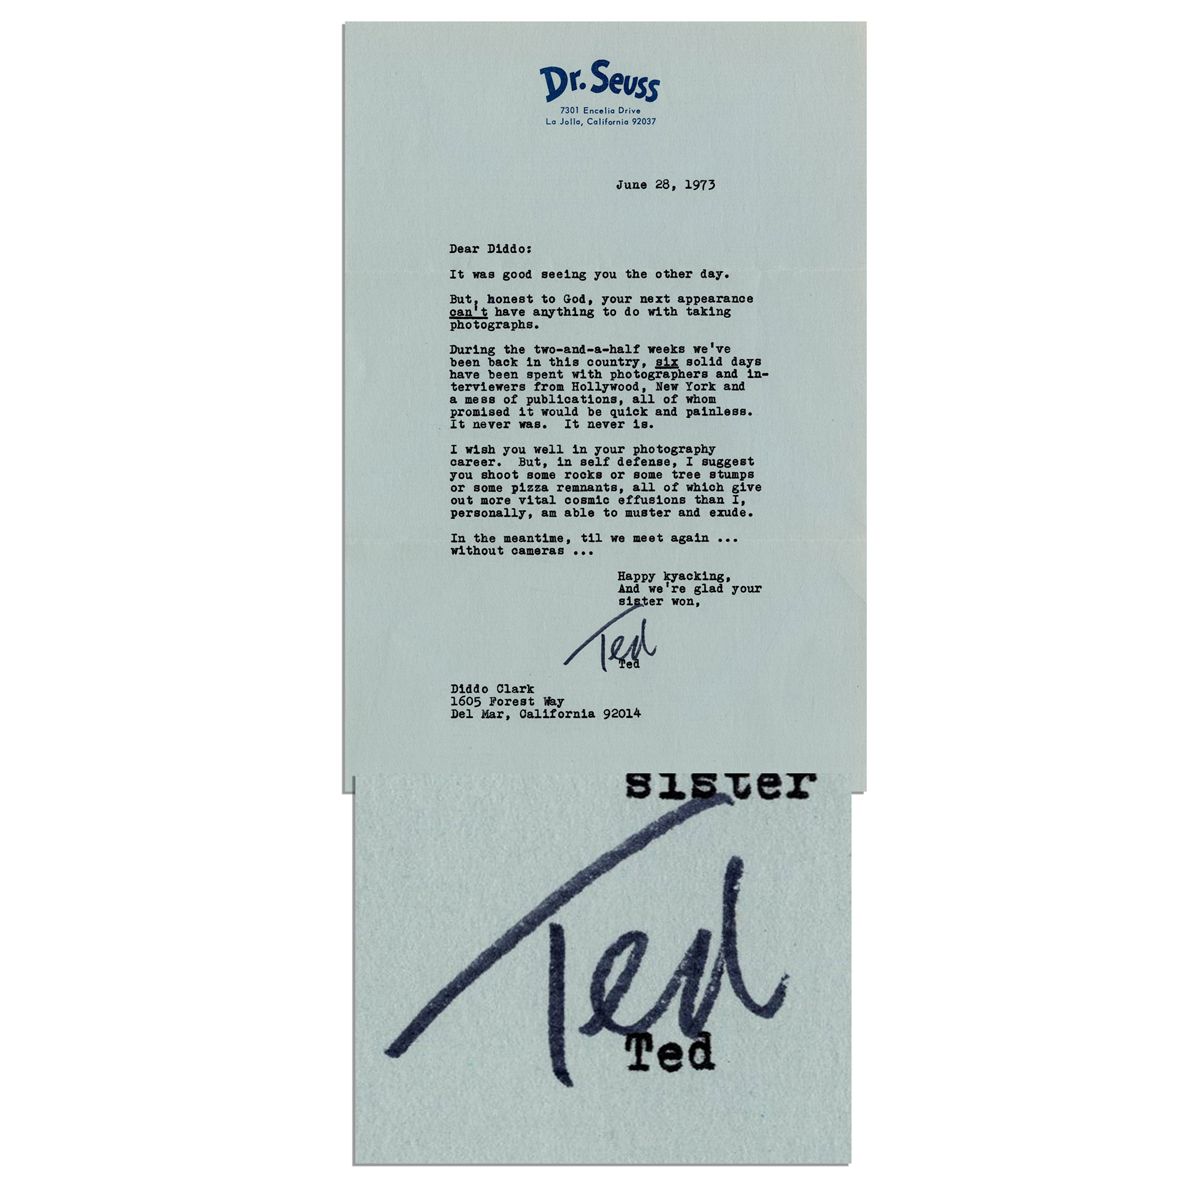 Dr. Seuss
7301 Encelia Drive
La Jolla, California 92037
June 28, 1973
Dear Diddo:
It was good seeing you the other day.
But, honest to God, your next appearance
can't have anything to do with taking
photographs.
During the two-and-a-half weeks we've
been back in this country, six solid days
have been spent with photographers and in-
terviewers from Hollywood, New York and
a mess of publications, all of whom
promised it would be quick and painless.
It never was.  It never is.
I wish you well in your photography
career.  But, in self defense, I suggest
you shoot some rocks or some tree stumps
or some pizza remnants, all of which give
out more vital cosmic effusions than I,
personally, am able to muster and exude.
In the meantime, til we meet again ...
without cameras ...
Happy kyacking,
And we're glad your
sister won,
Ted
Ted
Diddo Clark
1605 Forest Way
Del Mar, California 92014
sister
Ted
Ted